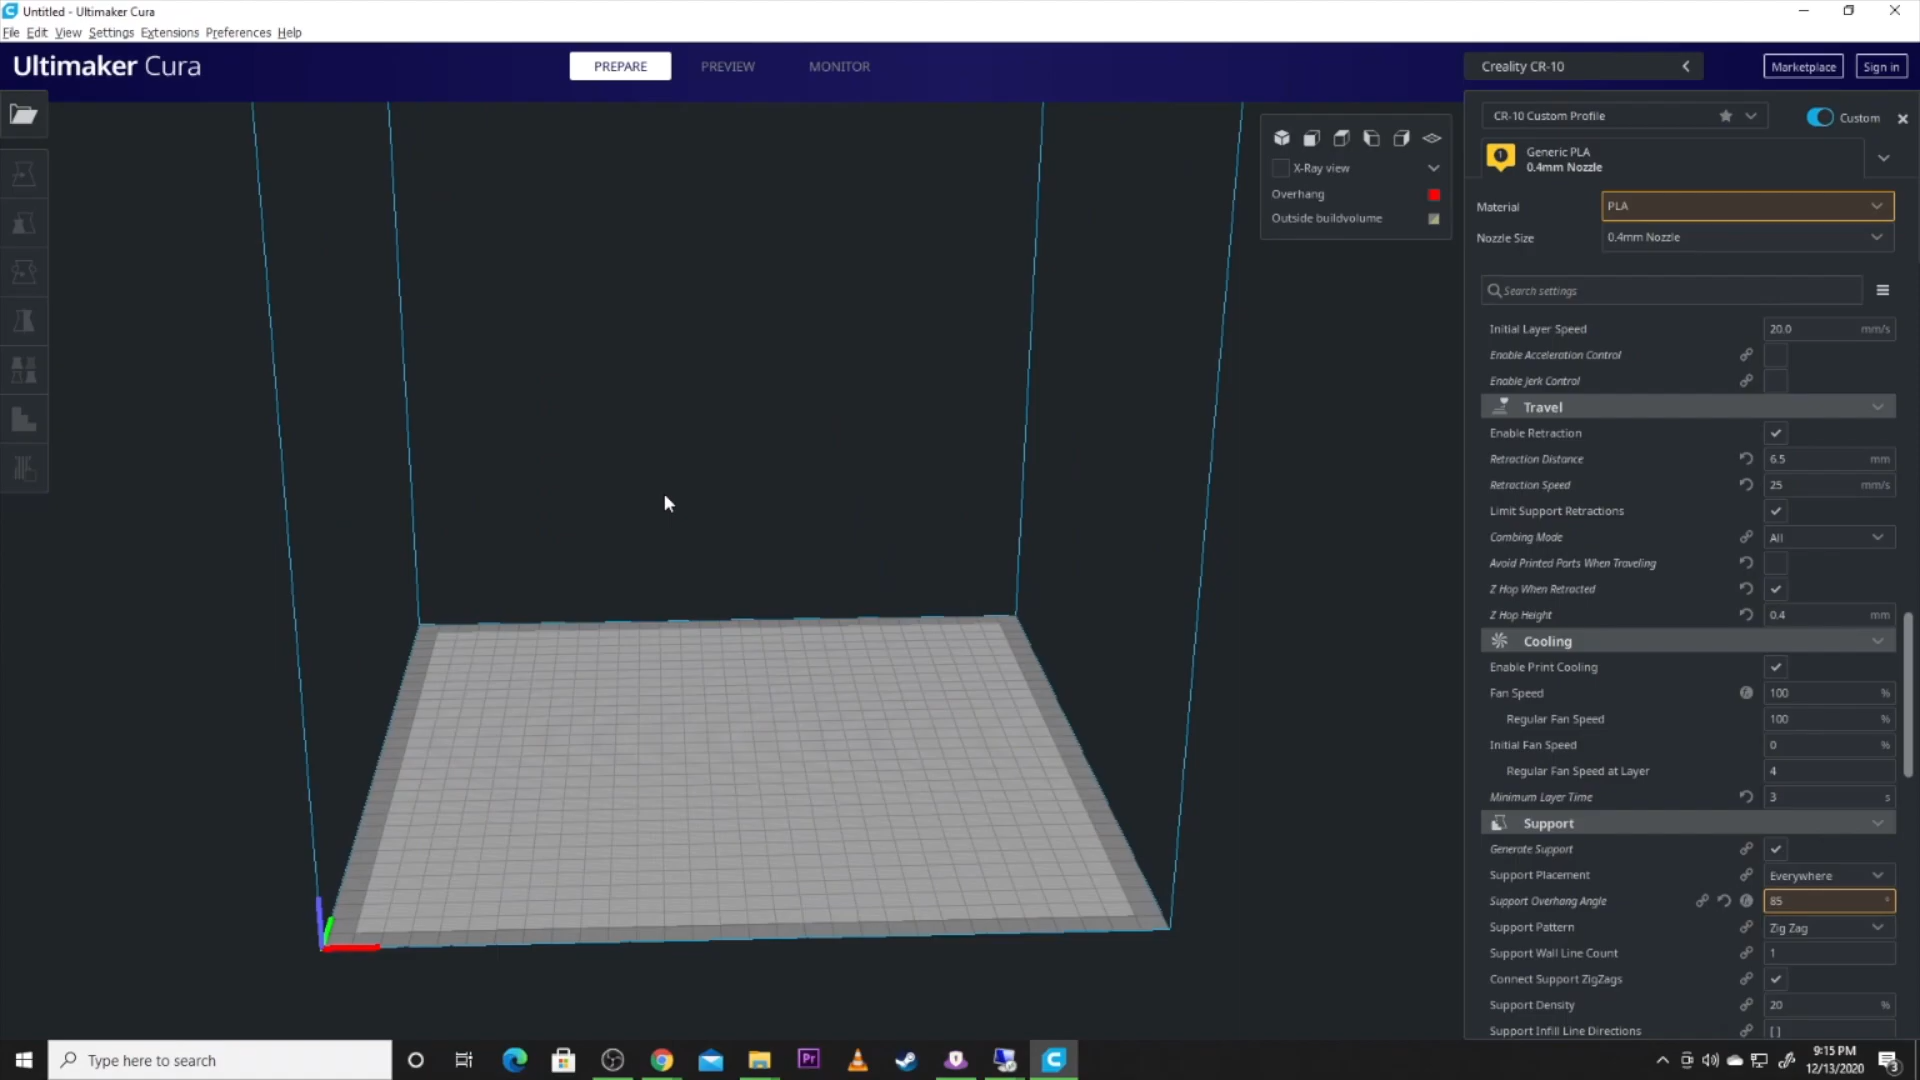 Untitled - Ultimaker Cura
File Edit View Settings Extensions Preferences Help
Ultimaker Cura
PREPARE
PREVIEW
MONITOR
Creality CR-10
Marketplace
Sign in
CR-10 Custom Profile
Custom
1
Generic PLA
0.4mm Nozzle
X-Ray view
Overhang
Outside buildvolume
Material PLA
Nozzle Size 0.4mm Nozzle
Search settings
Initial Layer Speed 20.0 mm/s
Enable Acceleration Control
Enable Jerk Control
Travel
Enable Retraction
Retraction Distance 6.5 mm
Retraction Speed 25 mm/s
Limit Support Retractions
Combing Mode All
Avoid Printed Parts When Traveling
Z Hop When Retracted
Z Hop Height 0.4 mm
Cooling
Enable Print Cooling
Fan Speed 100 %
Regular Fan Speed 100 %
Initial Fan Speed 0 %
Regular Fan Speed at Layer 4
Minimum Layer Time 3 s
Support
Generate Support
Support Placement Everywhere
Support Overhang Angle 85 °
Support Pattern Zig Zag
Support Wall Line Count 1
Connect Support ZigZags
Support Density 20 %
Support Infill Line Directions [ ]
Type here to search
Pr
9:15 PM
12/13/2020
3